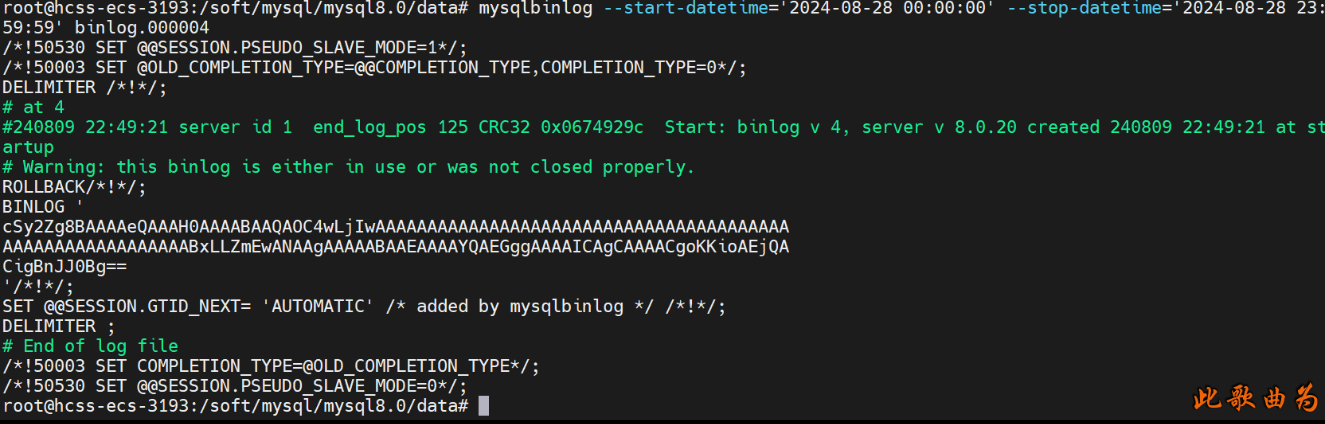 root@hcss-ecs-3193:/soft/mysql/mysql8.0/data# mysqlbinlog --start-datetime='2024-08-28 00:00:00' --stop-datetime='2024-08-28 23:
59:59' binlog.000004
/*!50530 SET @@SESSION.PSEUDO_SLAVE_MODE=1*/;
/*!50003 SET @OLD_COMPLETION_TYPE=@@COMPLETION_TYPE,COMPLETION_TYPE=0*/;
DELIMITER /*!*/;
# at 4
#240809 22:49:21 server id 1  end_log_pos 125 CRC32 0x0674929c  Start: binlog v 4, server v 8.0.20 created 240809 22:49:21 at st
artup
# Warning: this binlog is either in use or was not closed properly.
ROLLBACK/*!*/;
BINLOG '
cSy2Zg8BAAAAeQAAAH0AAAABAAQAOC4wLjIwAAAAAAAAAAAAAAAAAAAAAAAAAAAAAAAAAAAAAAAA
AAAAAAAAAAAAAAAAAABxLLZmEwANAAgAAAAABAAEAAAAYQAEGggAAAAICAgCAAAACgoKKioAEjQA
CigBnJJ0Bg==
'/*!*/;
SET @@SESSION.GTID_NEXT= 'AUTOMATIC' /* added by mysqlbinlog */ /*!*/;
DELIMITER ;
# End of log file
/*!50003 SET COMPLETION_TYPE=@OLD_COMPLETION_TYPE*/;
/*!50530 SET @@SESSION.PSEUDO_SLAVE_MODE=0*/;
root@hcss-ecs-3193:/soft/mysql/mysql8.0/data#
此歌曲为